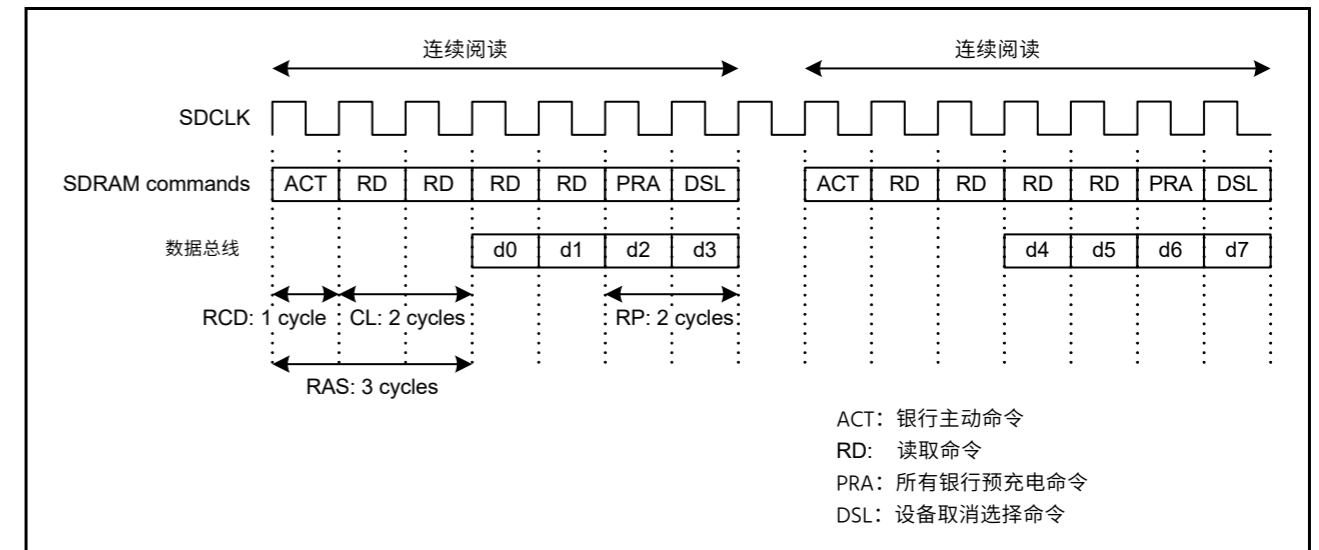 连续阅读 连续阅读
SDCLK
SDRAM commands ACT RD RD RD RD PRA DSL ACT RD RD RD RD PRA DSL
数据总线 d0 d1 d2 d3 d4 d5 d6 d7
RCD: 1 cycle CL: 2 cycles RP: 2 cycles
RAS: 3 cycles
ACT：银行主动命令
RD: 读取命令
PRA：所有银行预充电命令
DSL：设备取消选择命令